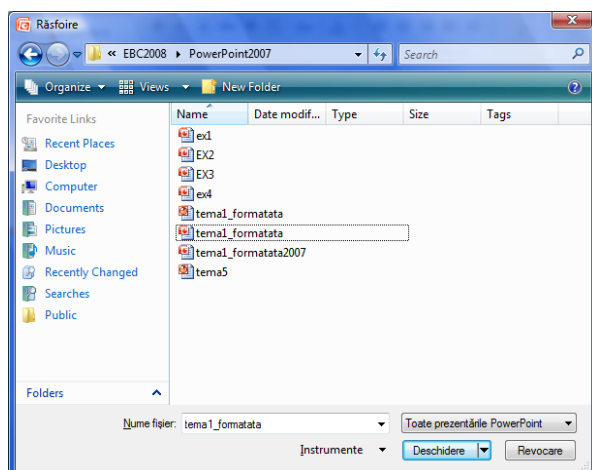 Răsfoire
« EBC2008 ▸ PowerPoint2007 Search
Organize Views New Folder
Favorite Links
Recent Places
Desktop
Computer
Documents
Pictures
Music
Recently Changed
Searches
Public
Folders
Name Date modif... Type Size Tags
ex1
EX2
EX3
ex4
tema1_formatata
tema1_formatata
tema1_formatata2007
tema5
Nume fișier: tema1_formatata Toate prezentările PowerPoint
Instrumente Deschidere Revocare